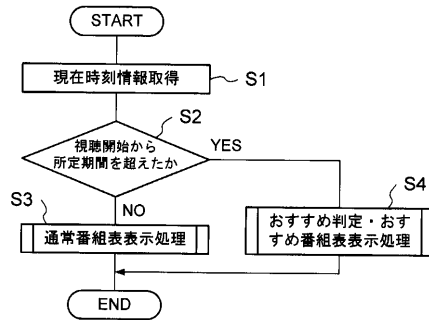 START
現在時刻情報取得
S1
S2
視聴開始から
所定期間を超えたか
YES
S3
NO
通常番組表表示処理
S4
おすすめ判定・おす
すめ番組表表示処理
END